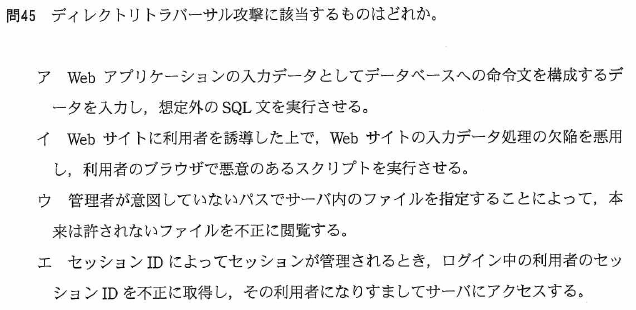 問45 ディレクトリトラバーサル攻撃に該当するものはどれか。
ア Web アプリケーションの入力データとしてデータベースへの命令文を構成するデ
ータを入力し，想定外の SQL 文を実行させる。
イ Web サイトに利用者を誘導した上で，Web サイトの入力データ処理の欠陥を悪用
し，利用者のブラウザで悪意のあるスクリプトを実行させる。
ウ 管理者が意図していないパスでサーバ内のファイルを指定することによって，本
来は許されないファイルを不正に閲覧する。
エ セッション ID によってセッションが管理されるとき，ログイン中の利用者のセッ
ション ID を不正に取得し，その利用者になりすましてサーバにアクセスする。